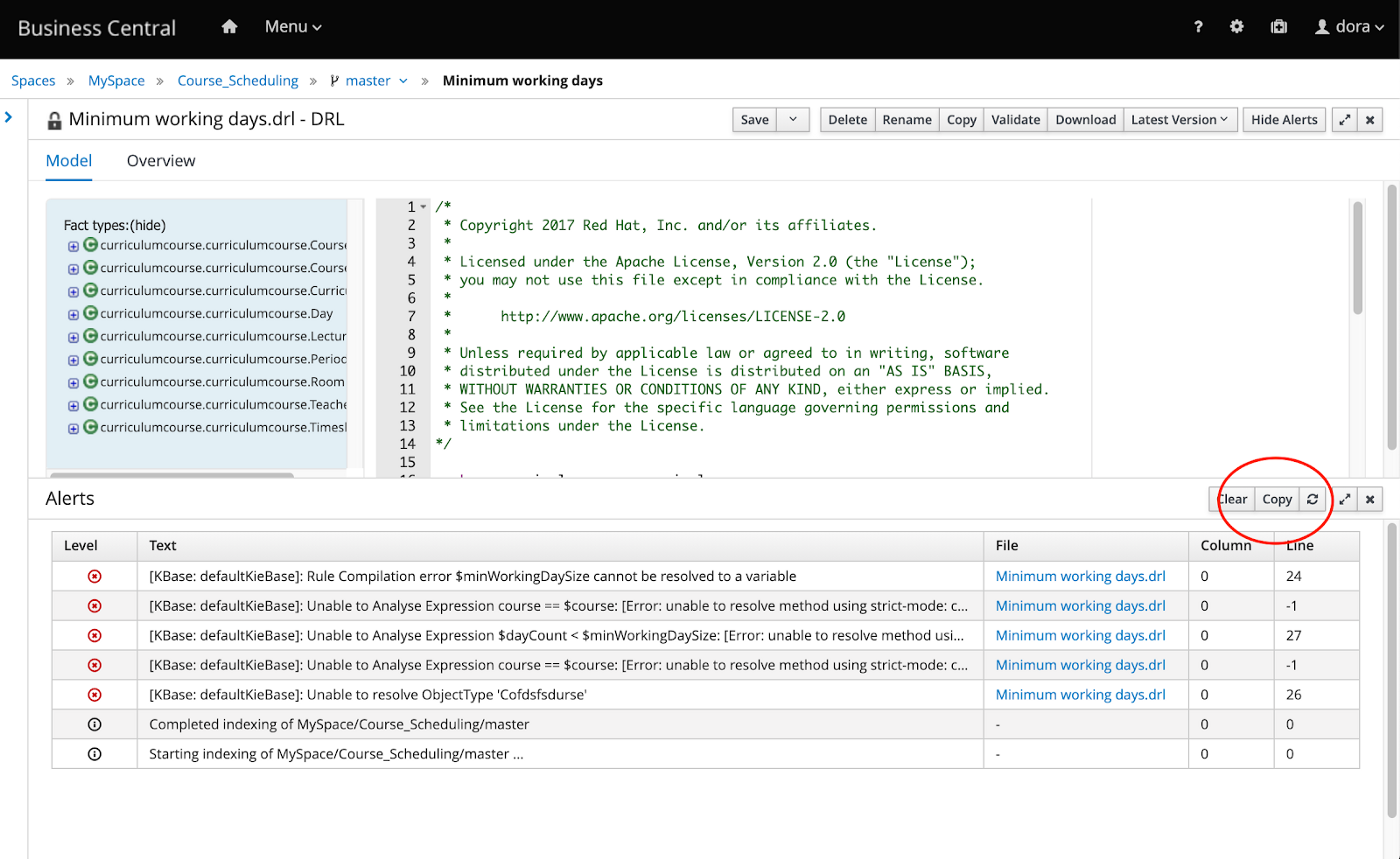 Business Central Menu ? dora
Spaces » MySpace » Course_Scheduling » master » Minimum working days
Minimum working days.drl - DRL Save Delete Rename Copy Validate Download Latest Version Hide Alerts
Model Overview
Fact types:(hide)
curriculumcourse.curriculumcourse.Course
curriculumcourse.curriculumcourse.Course
curriculumcourse.curriculumcourse.Curric
curriculumcourse.curriculumcourse.Day
curriculumcourse.curriculumcourse.Lectur
curriculumcourse.curriculumcourse.Period
curriculumcourse.curriculumcourse.Room
curriculumcourse.curriculumcourse.Teache
curriculumcourse.curriculumcourse.Times
1 /*
2 * Copyright 2017 Red Hat, Inc. and/or its affiliates.
3 *
4 * Licensed under the Apache License, Version 2.0 (the "License");
5 * you may not use this file except in compliance with the License.
6 *
7 * http://www.apache.org/licenses/LICENSE-2.0
8 *
9 * Unless required by applicable law or agreed to in writing, software
10 * distributed under the License is distributed on an "AS IS" BASIS,
11 * WITHOUT WARRANTIES OR CONDITIONS OF ANY KIND, either express or implied.
12 * See the License for the specific language governing permissions and
13 * limitations under the License.
14 */
15
Alerts Clear Copy
Level Text File Column Line
[KBase: defaultKieBase]: Rule Compilation error $minWorkingDaySize cannot be resolved to a variable Minimum working days.drl 0 24
[KBase: defaultKieBase]: Unable to Analyse Expression course == $course: [Error: unable to resolve method using strict-mode: c... Minimum working days.drl 0 -1
[KBase: defaultKieBase]: Unable to Analyse Expression $dayCount < $minWorkingDaySize: [Error: unable to resolve method usi... Minimum working days.drl 0 27
[KBase: defaultKieBase]: Unable to Analyse Expression course == $course: [Error: unable to resolve method using strict-mode: c... Minimum working days.drl 0 -1
[KBase: defaultKieBase]: Unable to resolve ObjectType 'Cofdsfsdurse' Minimum working days.drl 0 26
Completed indexing of MySpace/Course_Scheduling/master - 0 0
Starting indexing of MySpace/Course_Scheduling/master ... - 0 0